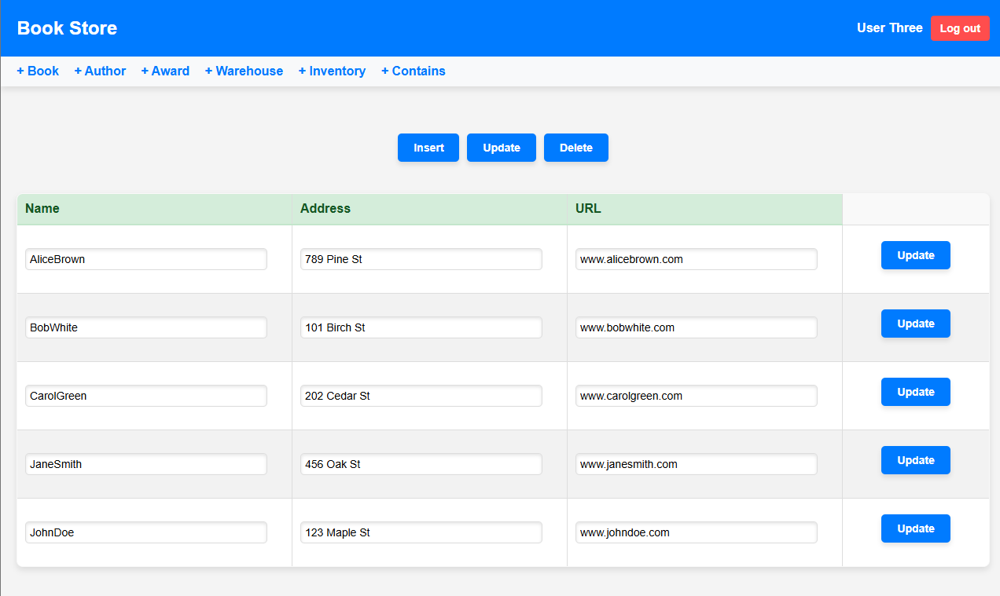 Book Store User Three Log out
+ Book + Author + Award + Warehouse + Inventory + Contains
Insert Update Delete
Name Address URL
AliceBrown 789 Pine St www.alicebrown.com Update
BobWhite 101 Birch St www.bobwhite.com Update
CarolGreen 202 Cedar St www.carolgreen.com Update
JaneSmith 456 Oak St www.janesmith.com Update
JohnDoe 123 Maple St www.johndoe.com Update